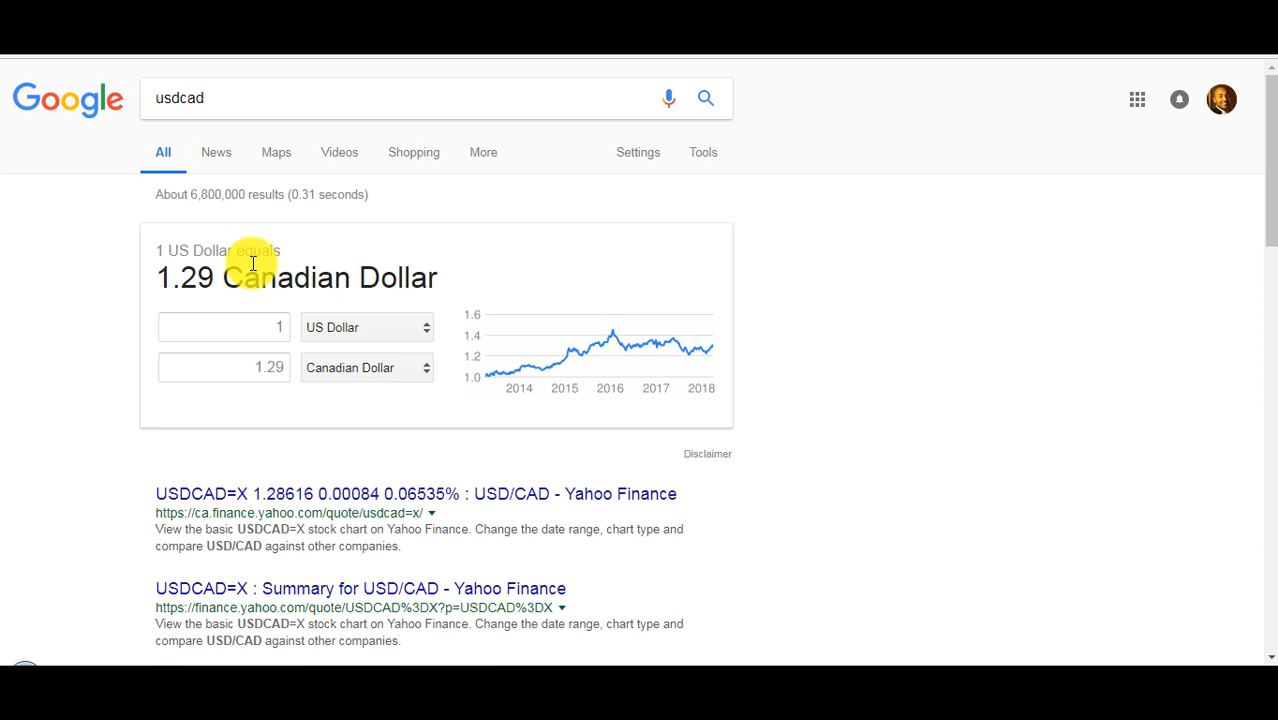 Google
usdcad
All News Maps Videos Shopping More Settings Tools
About 6,800,000 results (0.31 seconds)
1 US Dollar equals
1.29 Canadian Dollar
1 US Dollar
1.29 Canadian Dollar
1.6
1.4
1.2
1.0
2014 2015 2016 2017 2018
Disclaimer
USDCAD=X 1.28616 0.00084 0.06535% : USD/CAD - Yahoo Finance
https://ca.finance.yahoo.com/quote/usdcad=x/
View the basic USDCAD=X stock chart on Yahoo Finance. Change the date range, chart type and
compare USD/CAD against other companies.
USDCAD=X : Summary for USD/CAD - Yahoo Finance
https://finance.yahoo.com/quote/USDCAD%3DX?p=USDCAD%3DX
View the basic USDCAD=X stock chart on Yahoo Finance. Change the date range, chart type and
compare USD/CAD against other companies.